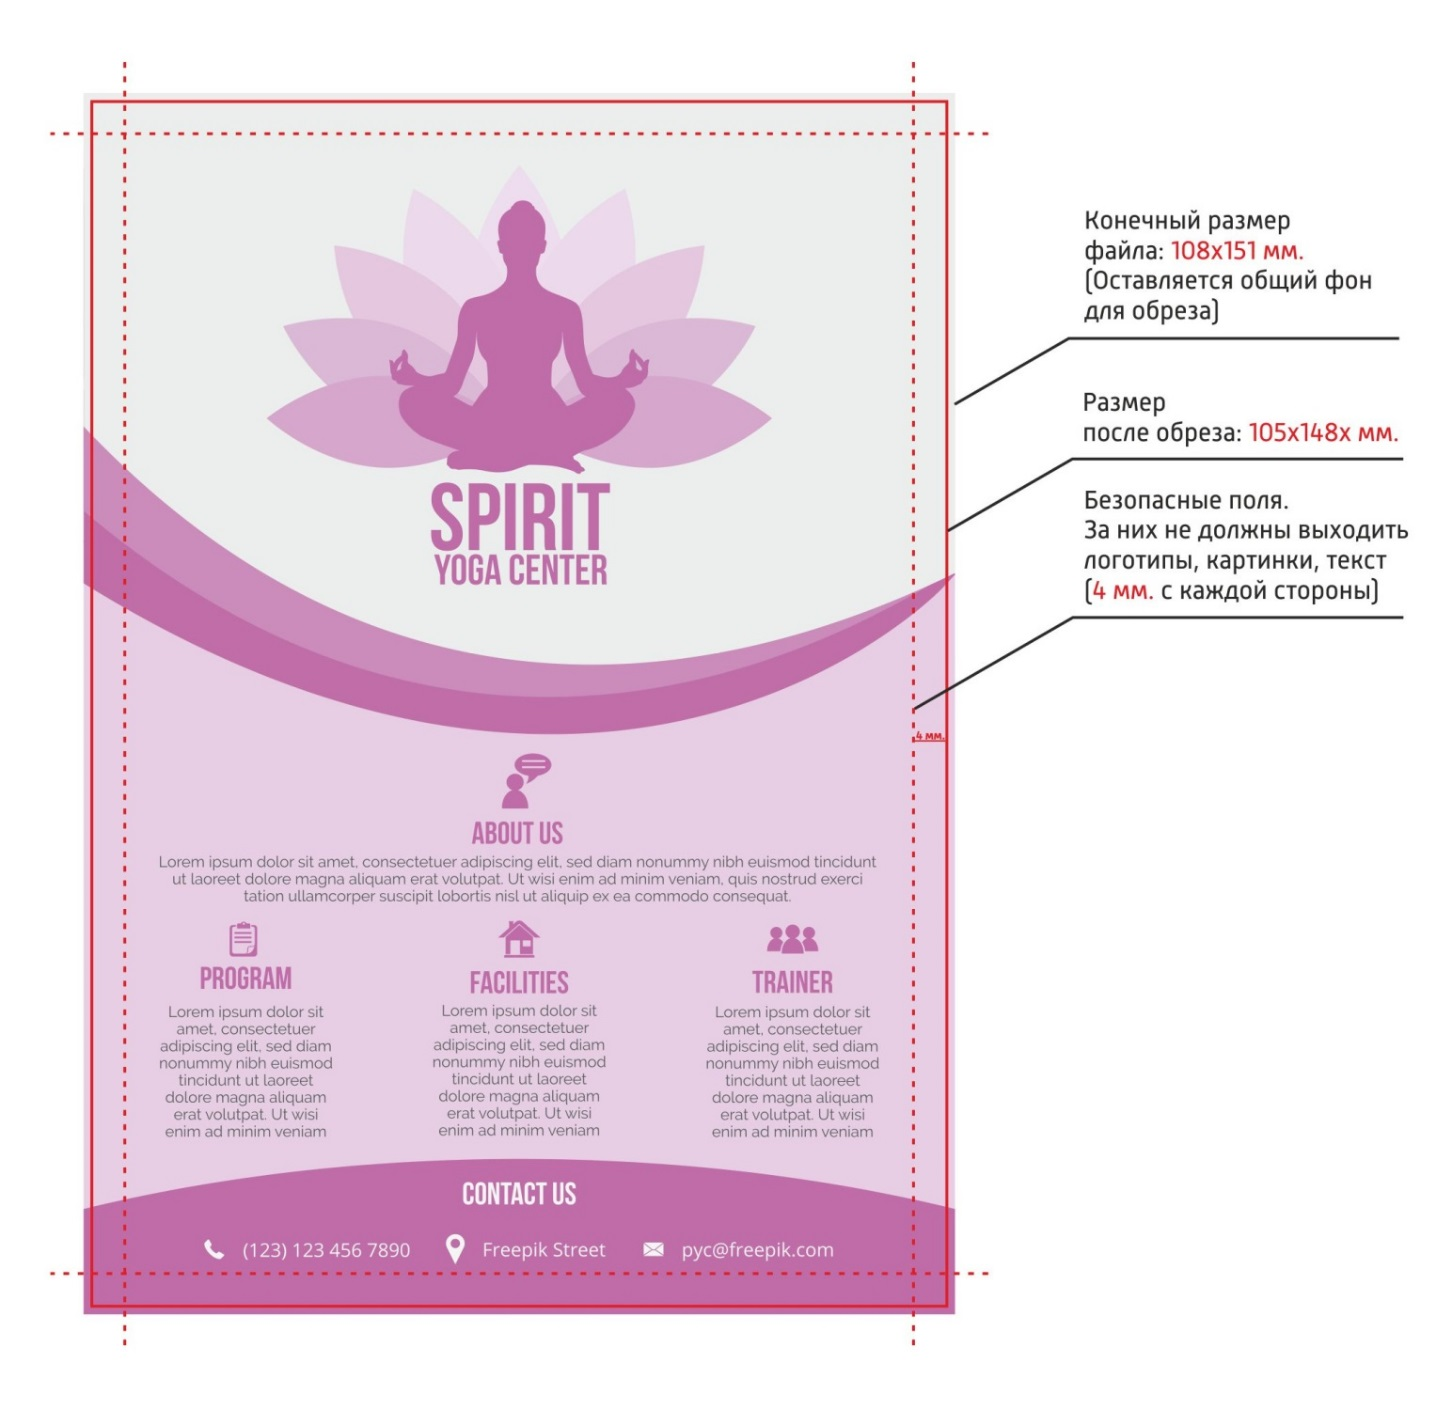 Конечный размер
файла: 108х151 мм.
(Оставляется общий фон
для обреза)
Размер
после обреза: 105х148х мм.
Безопасные поля.
За них не должны выходить
логотипы, картинки, текст
(4 мм. с каждой стороны)
4 мм.
SPIRIT
YOGA CENTER
ABOUT US
Lorem ipsum dolor sit amet, consectetuer adipiscing elit, sed diam nonummy nibh euismod tincidunt
ut laoreet dolore magna aliquam erat volutpat. Ut wisi enim ad minim veniam, quis nostrud exerci
tation ullamcorper suscipit lobortis nisl ut aliquip ex ea commodo consequat.
PROGRAM
Lorem ipsum dolor sit
amet, consectetuer
adipiscing elit, sed diam
nonummy nibh euismod
tincidunt ut laoreet
dolore magna aliquam
erat volutpat. Ut wisi
enim ad minim veniam
FACILITIES
Lorem ipsum dolor sit
amet, consectetuer
adipiscing elit, sed diam
nonummy nibh euismod
tincidunt ut laoreet
dolore magna aliquam
erat volutpat. Ut wisi
enim ad minim veniam
TRAINER
Lorem ipsum dolor sit
amet, consectetuer
adipiscing elit, sed diam
nonummy nibh euismod
tincidunt ut laoreet
dolore magna aliquam
erat volutpat. Ut wisi
enim ad minim veniam
CONTACT US
(123) 123 456 7890
Freepik Street
pyc@freepik.com